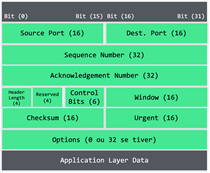 Bit (0) Bit (15) Bit (16) Bit (31)
Source Port (16) Dest. Port (16)
Sequence Number (32)
Acknowledgement Number (32)
Header Length (4) Reserved (4) Control Bits (6) Window (16)
Checksum (16) Urgent (16)
Options (0 ou 32 se tiver)
Application Layer Data